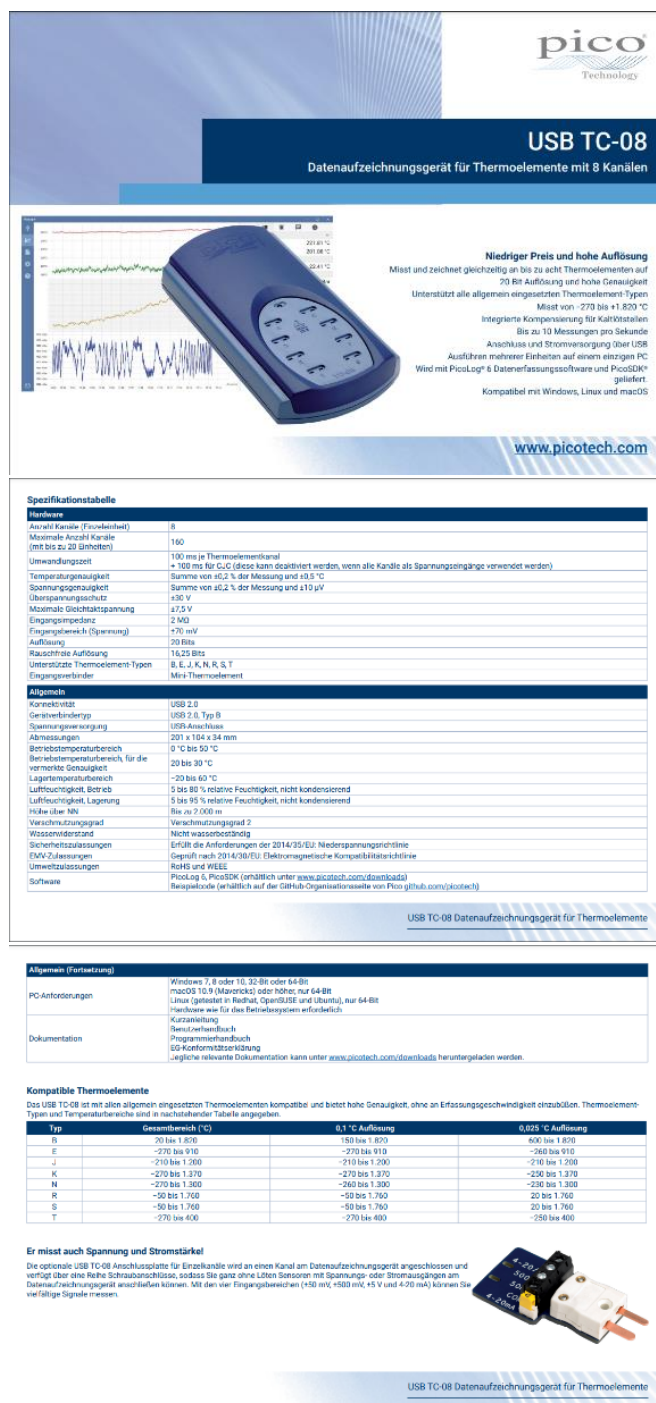 pico
Technology
USB TC-08
Datenaufzeichnungsgerät für Thermoelemente mit 8 Kanälen
Niedriger Preis und hohe Auflösung
Misst und zeichnet gleichzeitig an bis zu acht Thermoelementen auf
20 Bit Auflösung und hohe Genauigkeit
Unterstützt alle allgemein eingesetzten Thermoelement-Typen
Misst von −270 bis +1.820 °C
Integrierte Kompensierung für Kaltlötstellen
Bis zu 10 Messungen pro Sekunde
Anschluss und Stromversorgung über USB
Ausführen mehrerer Einheiten auf einem einzigen PC
Wird mit PicoLog® 6 Datenerfassungssoftware und PicoSDK®
geliefert.
Kompatibel mit Windows, Linux und macOS
www.picotech.com
Spezifikationstabelle
Hardware
Anzahl Kanäle (Einzeleinheit) 8
Maximale Anzahl Kanäle
(mit bis zu 20 Einheiten) 160
Umwandlungszeit 100 ms je Thermoelementkanal
+ 100 ms für CJC (diese kann deaktiviert werden, wenn alle Kanäle als Spannungseingänge verwendet werden)
Temperaturgenauigkeit Summe von ±0,2 % der Messung und ±0,5 °C
Spannungsgenauigkeit Summe von ±0,2 % der Messung und ±10 µV
Überspannungsschutz ±30 V
Maximale Gleichtaktspannung ±7,5 V
Eingangsimpedanz 2 MΩ
Eingangsbereich (Spannung) ±70 mV
Auflösung 20 Bits
Rauschfreie Auflösung 16,25 Bits
Unterstützte Thermoelement-Typen B, E, J, K, N, R, S, T
Eingangsverbinder Mini-Thermoelement
Allgemein
Konnektivität USB 2.0
Gerätverbindertyp USB 2.0, Typ B
Spannungsversorgung USB-Anschluss
Abmessungen 201 x 104 x 34 mm
Betriebstemperaturbereich 0 °C bis 50 °C
Betriebstemperaturbereich, für die
vermerkte Genauigkeit 20 bis 30 °C
Lagertemperaturbereich −20 bis 60 °C
Luftfeuchtigkeit, Betrieb 5 bis 80 % relative Feuchtigkeit, nicht kondensierend
Luftfeuchtigkeit, Lagerung 5 bis 95 % relative Feuchtigkeit, nicht kondensierend
Höhe über NN Bis zu 2.000 m
Verschmutzungsgrad Verschmutzungsgrad 2
Wasserwiderstand Nicht wasserbeständig
Sicherheitszulassungen Erfüllt die Anforderungen der 2014/35/EU: Niederspannungsrichtlinie
EMV-Zulassungen Geprüft nach 2014/30/EU: Elektromagnetische Kompatibilitätsrichtlinie
Umweltzulassungen RoHS und WEEE
Software PicoLog 6, PicoSDK (erhältlich unter www.picotech.com/downloads)
Beispielcode (erhältlich auf der GitHub-Organisationsseite von Pico github.com/picotech)
USB TC-08 Datenaufzeichnungsgerät für Thermoelemente
Allgemein (Fortsetzung)
PC-Anforderungen Windows 7, 8 oder 10, 32-Bit oder 64-Bit
macOS 10.9 (Mavericks) oder höher, nur 64-Bit
Linux (getestet in Redhat, OpenSUSE und Ubuntu), nur 64-Bit
Hardware wie für das Betriebssystem erforderlich
Dokumentation Kurzanleitung
Benutzerhandbuch
Programmierhandbuch
EG-Konformitätserklärung
Jegliche relevante Dokumentation kann unter www.picotech.com/downloads heruntergeladen werden.
Kompatible Thermoelemente
Das USB TC-08 ist mit allen allgemein eingesetzten Thermoelementen kompatibel und bietet hohe Genauigkeit, ohne an Erfassungsgeschwindigkeit einzubüßen. Thermoelement-
Typen und Temperaturbereiche sind in nachstehender Tabelle angegeben.
Typ Gesamtbereich (°C) 0,1 °C Auflösung 0,025 °C Auflösung
B 20 bis 1.820 150 bis 1.820 600 bis 1.820
E −270 bis 910 −270 bis 910 −260 bis 910
J −210 bis 1.200 −210 bis 1.200 −210 bis 1.200
K −270 bis 1.370 −270 bis 1.370 −250 bis 1.370
N −270 bis 1.300 −260 bis 1.300 −230 bis 1.300
R −50 bis 1.760 −50 bis 1.760 20 bis 1.760
S −50 bis 1.760 −50 bis 1.760 20 bis 1.760
T −270 bis 400 −270 bis 400 −250 bis 400
Er misst auch Spannung und Stromstärke!
Die optionale USB TC-08 Anschlussplatte für Einzelkanäle wird an einen Kanal am Datenaufzeichnungsgerät angeschlossen und
verfügt über eine Reihe Schraubanschlüsse, sodass Sie ganz ohne Löten Sensoren mit Spannungs- oder Stromausgängen am
Datenaufzeichnungsgerät anschließen können. Mit den vier Eingangsbereichen (±50 mV, ±500 mV, ±5 V und 4-20 mA) können Sie
vielfältige Signale messen.
4-20mA
USB TC-08 Datenaufzeichnungsgerät für Thermoelemente